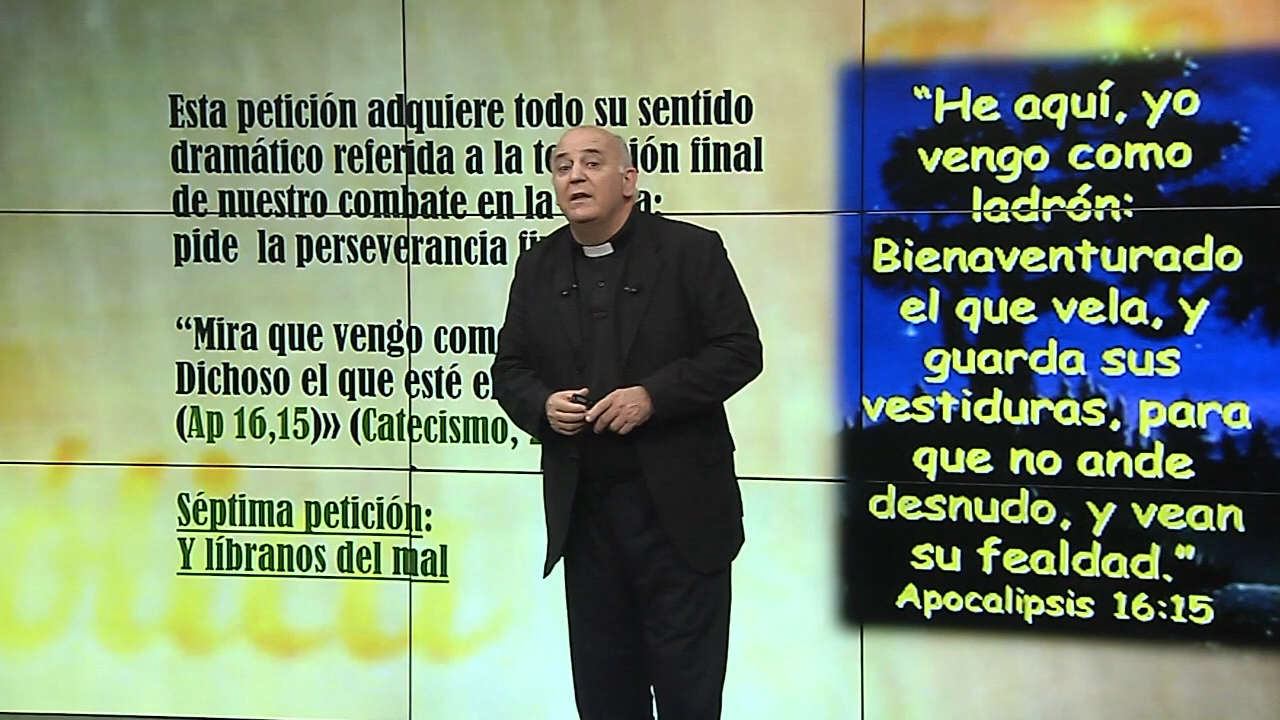 Esta petición adquiere todo su sentido
dramático referida a la ión final
de nuestro combate en la
pide la perseverancia
“Mira que vengo como
Dichoso el que esté
(Ap 16,15)» (Catecismo,
Séptima petición:
Y líbranos del mal
“He aquí, yo
vengo como
ladrón:
Bienaventurado
el que vela, y
guarda sus
vestiduras, para
que no ande
desnudo, y vean
su fealdad.”
Apocalipsis 16:15